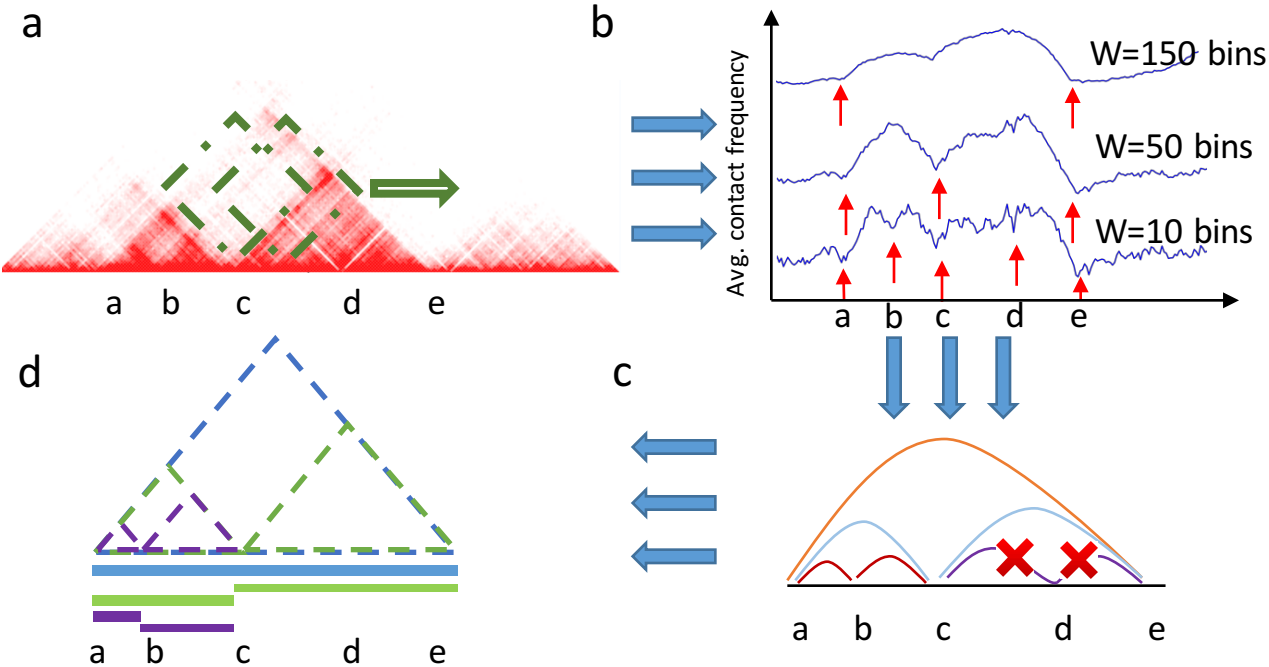 a
a b c d e
b
Avg. contact frequency
W=150 bins
W=50 bins
W=10 bins
a b c d e
c
a b c d e
d
a b c d e